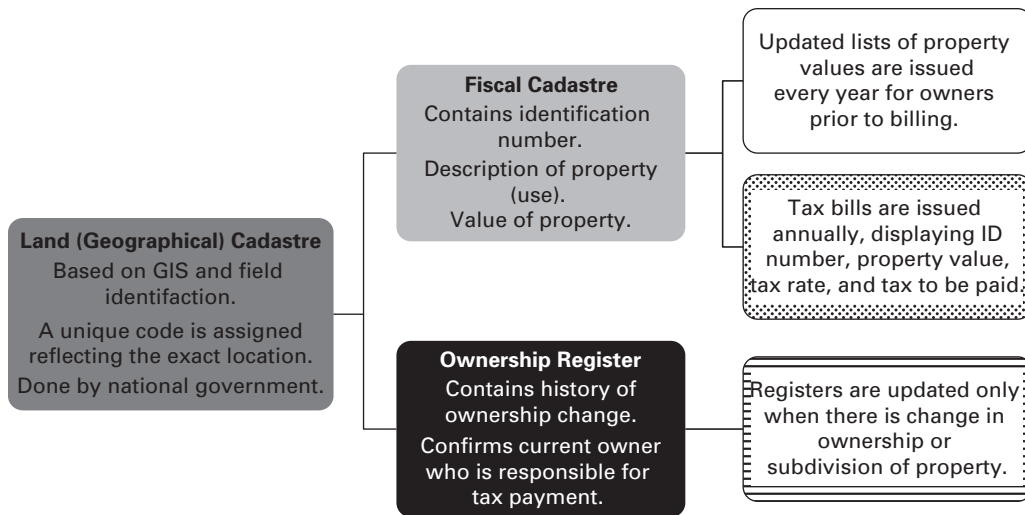 Land (Geographical) Cadastre
Based on GIS and field
identifaction.
A unique code is assigned
reflecting the exact location.
Done by national government.
Fiscal Cadastre
Contains identification
number.
Description of property
(use).
Value of property.
Updated lists of property
values are issued
every year for owners
prior to billing.
Tax bills are issued
annually, displaying ID
number, property value,
tax rate, and tax to be paid.
Ownership Register
Contains history of
ownership change.
Confirms current owner
who is responsible for
tax payment.
Registers are updated only
when there is change in
ownership or
subdivision of property.